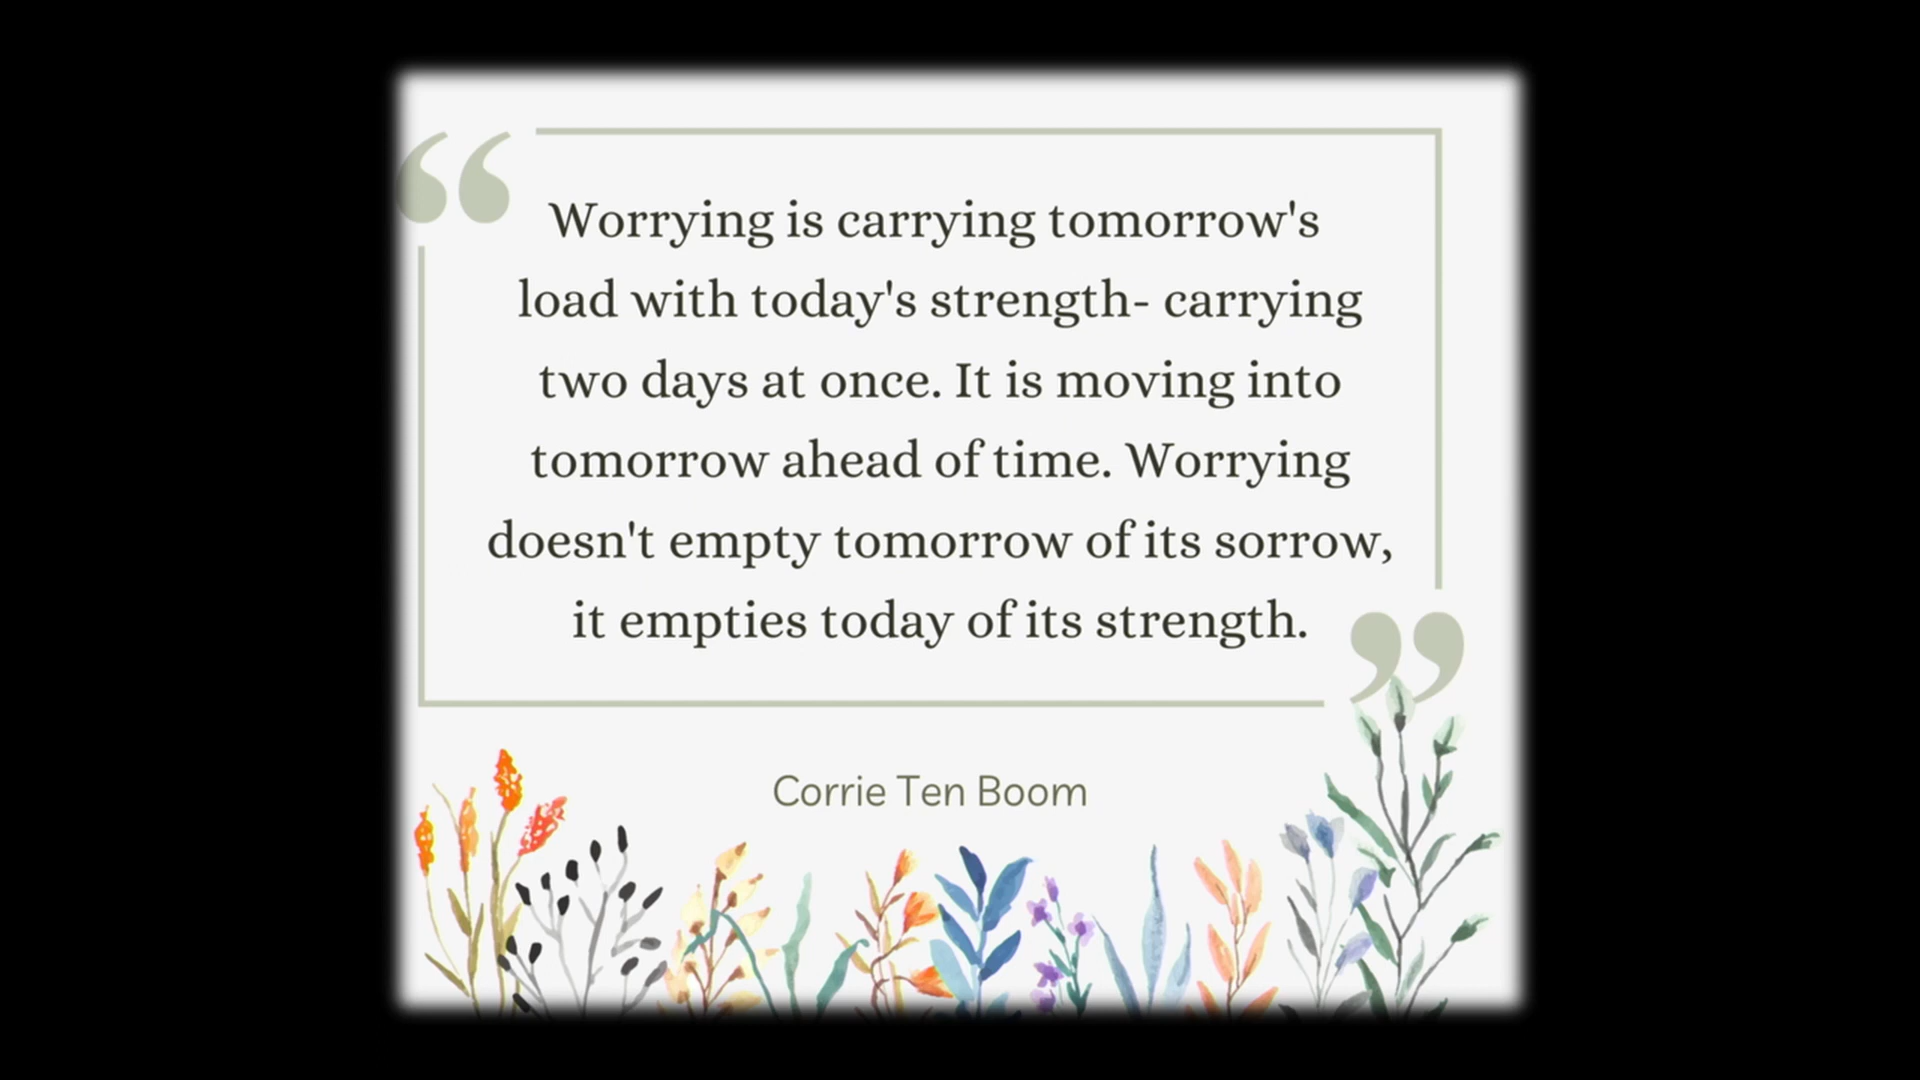 “
Worrying is carrying tomorrow's
load with today's strength- carrying
two days at once. It is moving into
tomorrow ahead of time. Worrying
doesn't empty tomorrow of its sorrow,
it empties today of its strength.
”
Corrie Ten Boom